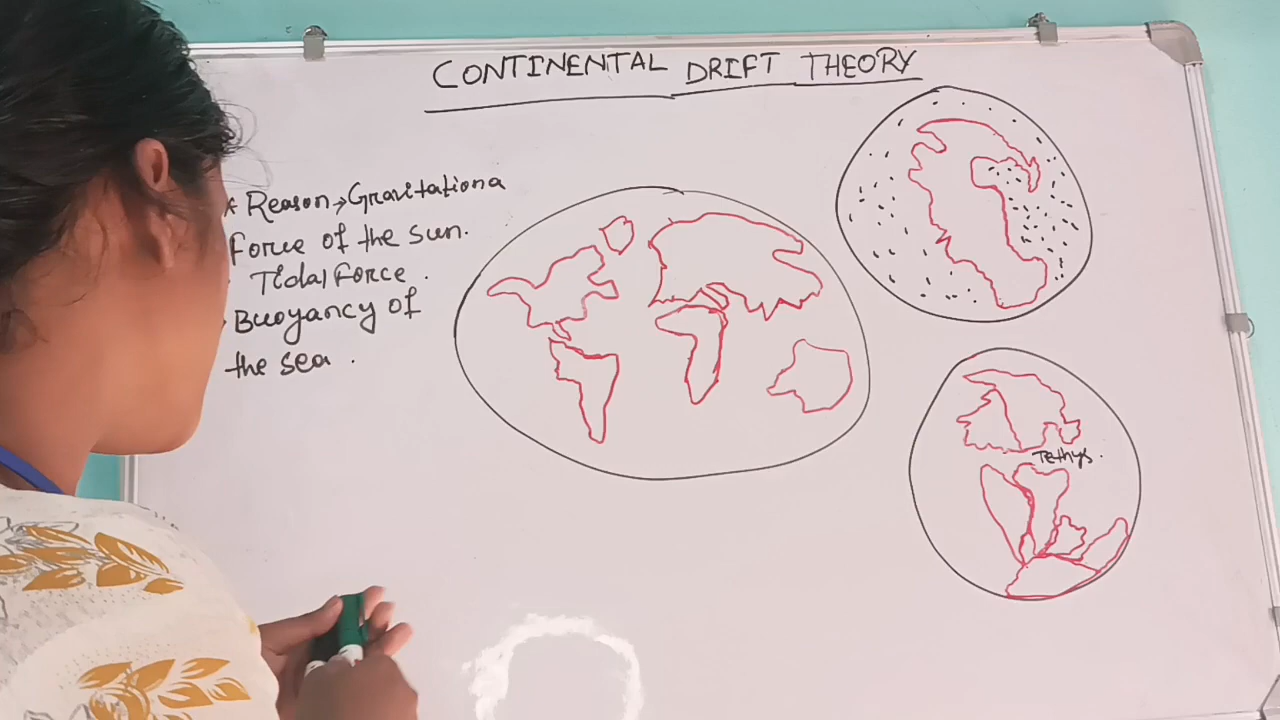 CONTINENTAL DRIFT THEORY
* Reason → Gravitationa
Force of the sun.
Tidal Force.
Buoyancy of
the sea.
Tethys.